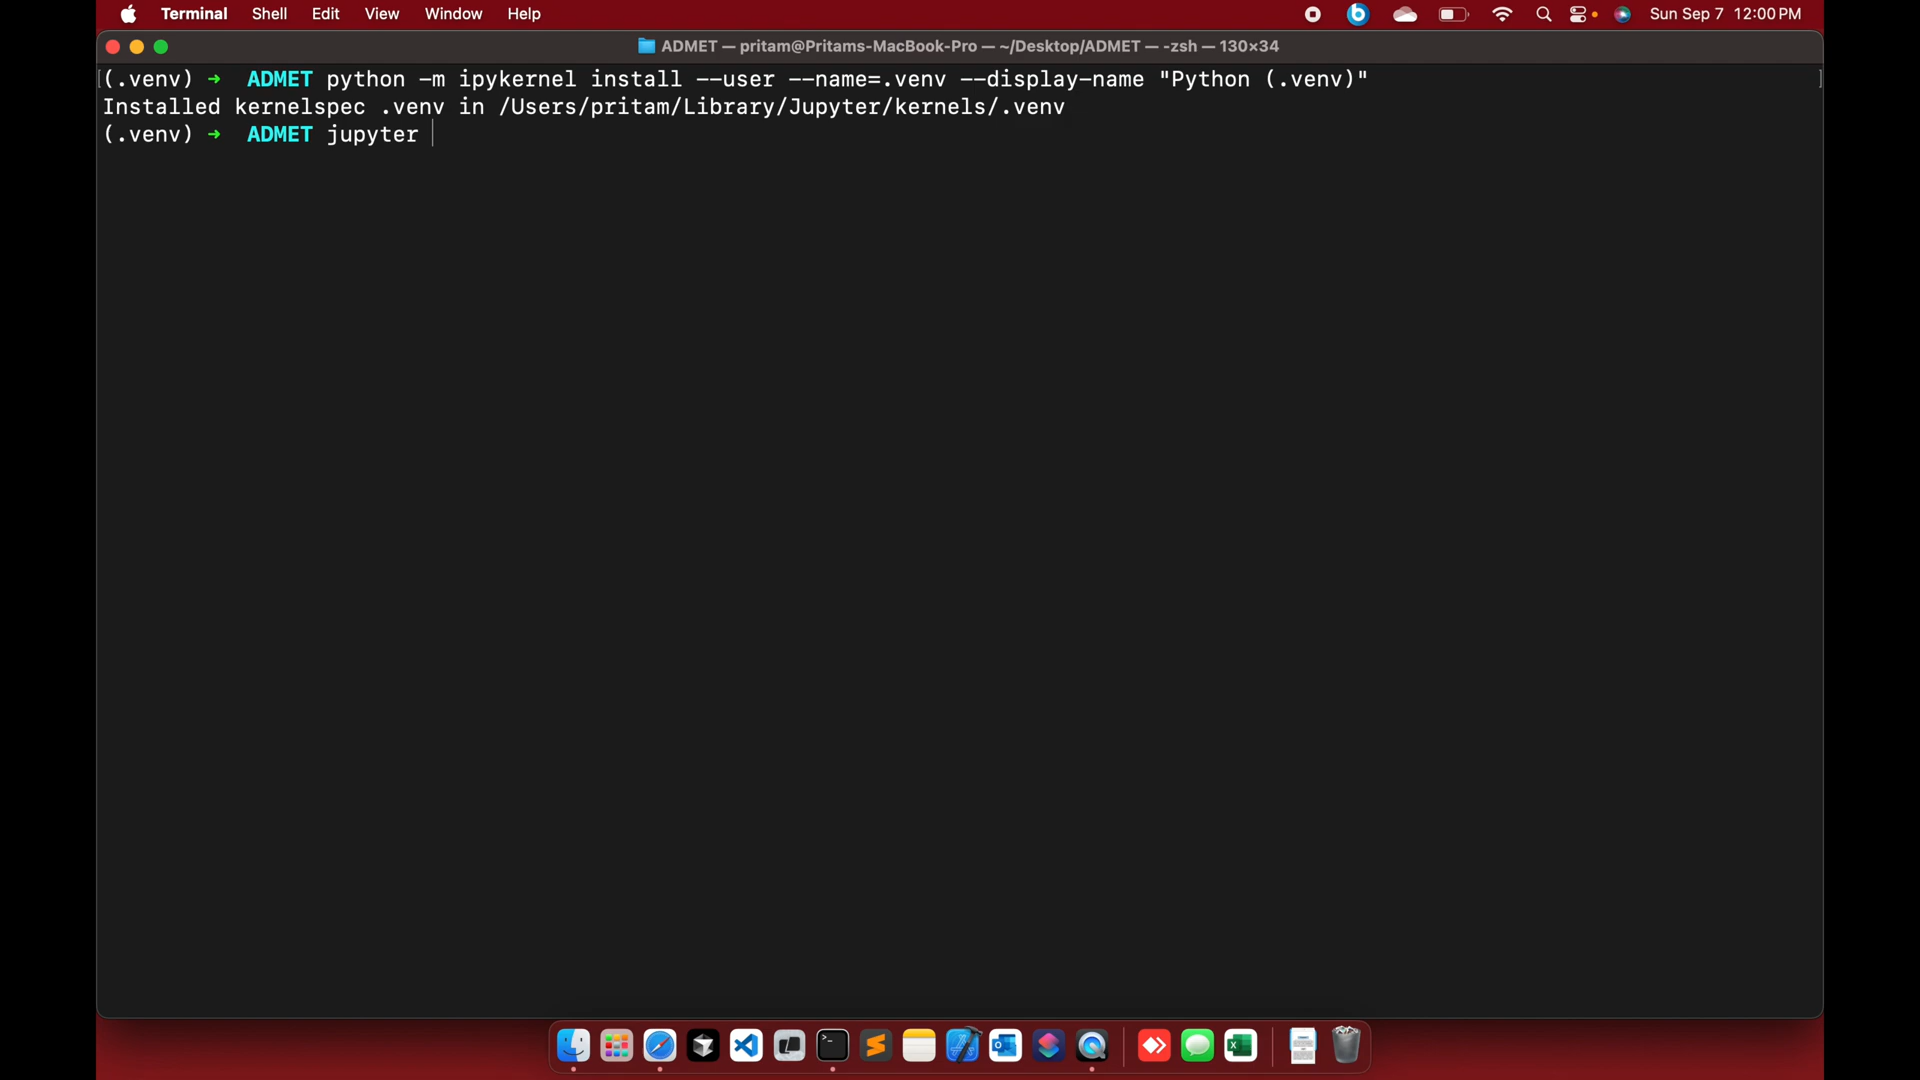 Terminal Shell Edit View Window Help Sun Sep 7 12:00 PM
ADMET — pritam@Pritams-MacBook-Pro — ~/Desktop/ADMET — -zsh — 130×34
[(.venv) ➜ ADMET python -m ipykernel install --user --name=.venv --display-name "Python (.venv)" ]
Installed kernelspec .venv in /Users/pritam/Library/Jupyter/kernels/.venv
(.venv) ➜ ADMET jupyter